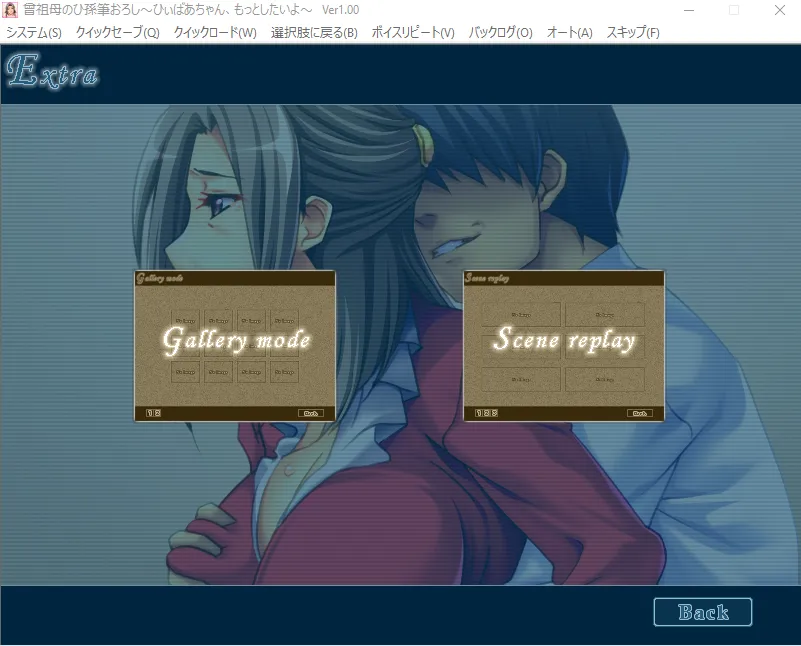 曾祖母のひ孫筆おろし～ひぃばあちゃん、もっとしたいよ～ Ver1.00
システム(S) クイックセーブ(Q) クイックロード(W) 選択肢に戻る(B) ボイスリピート(V) バックログ(O) オート(A) スキップ(F)
Extra
Gallery mode
Scene replay
Gallery mode
Scene replay
1 2
Back
1 2 3
Back
Back